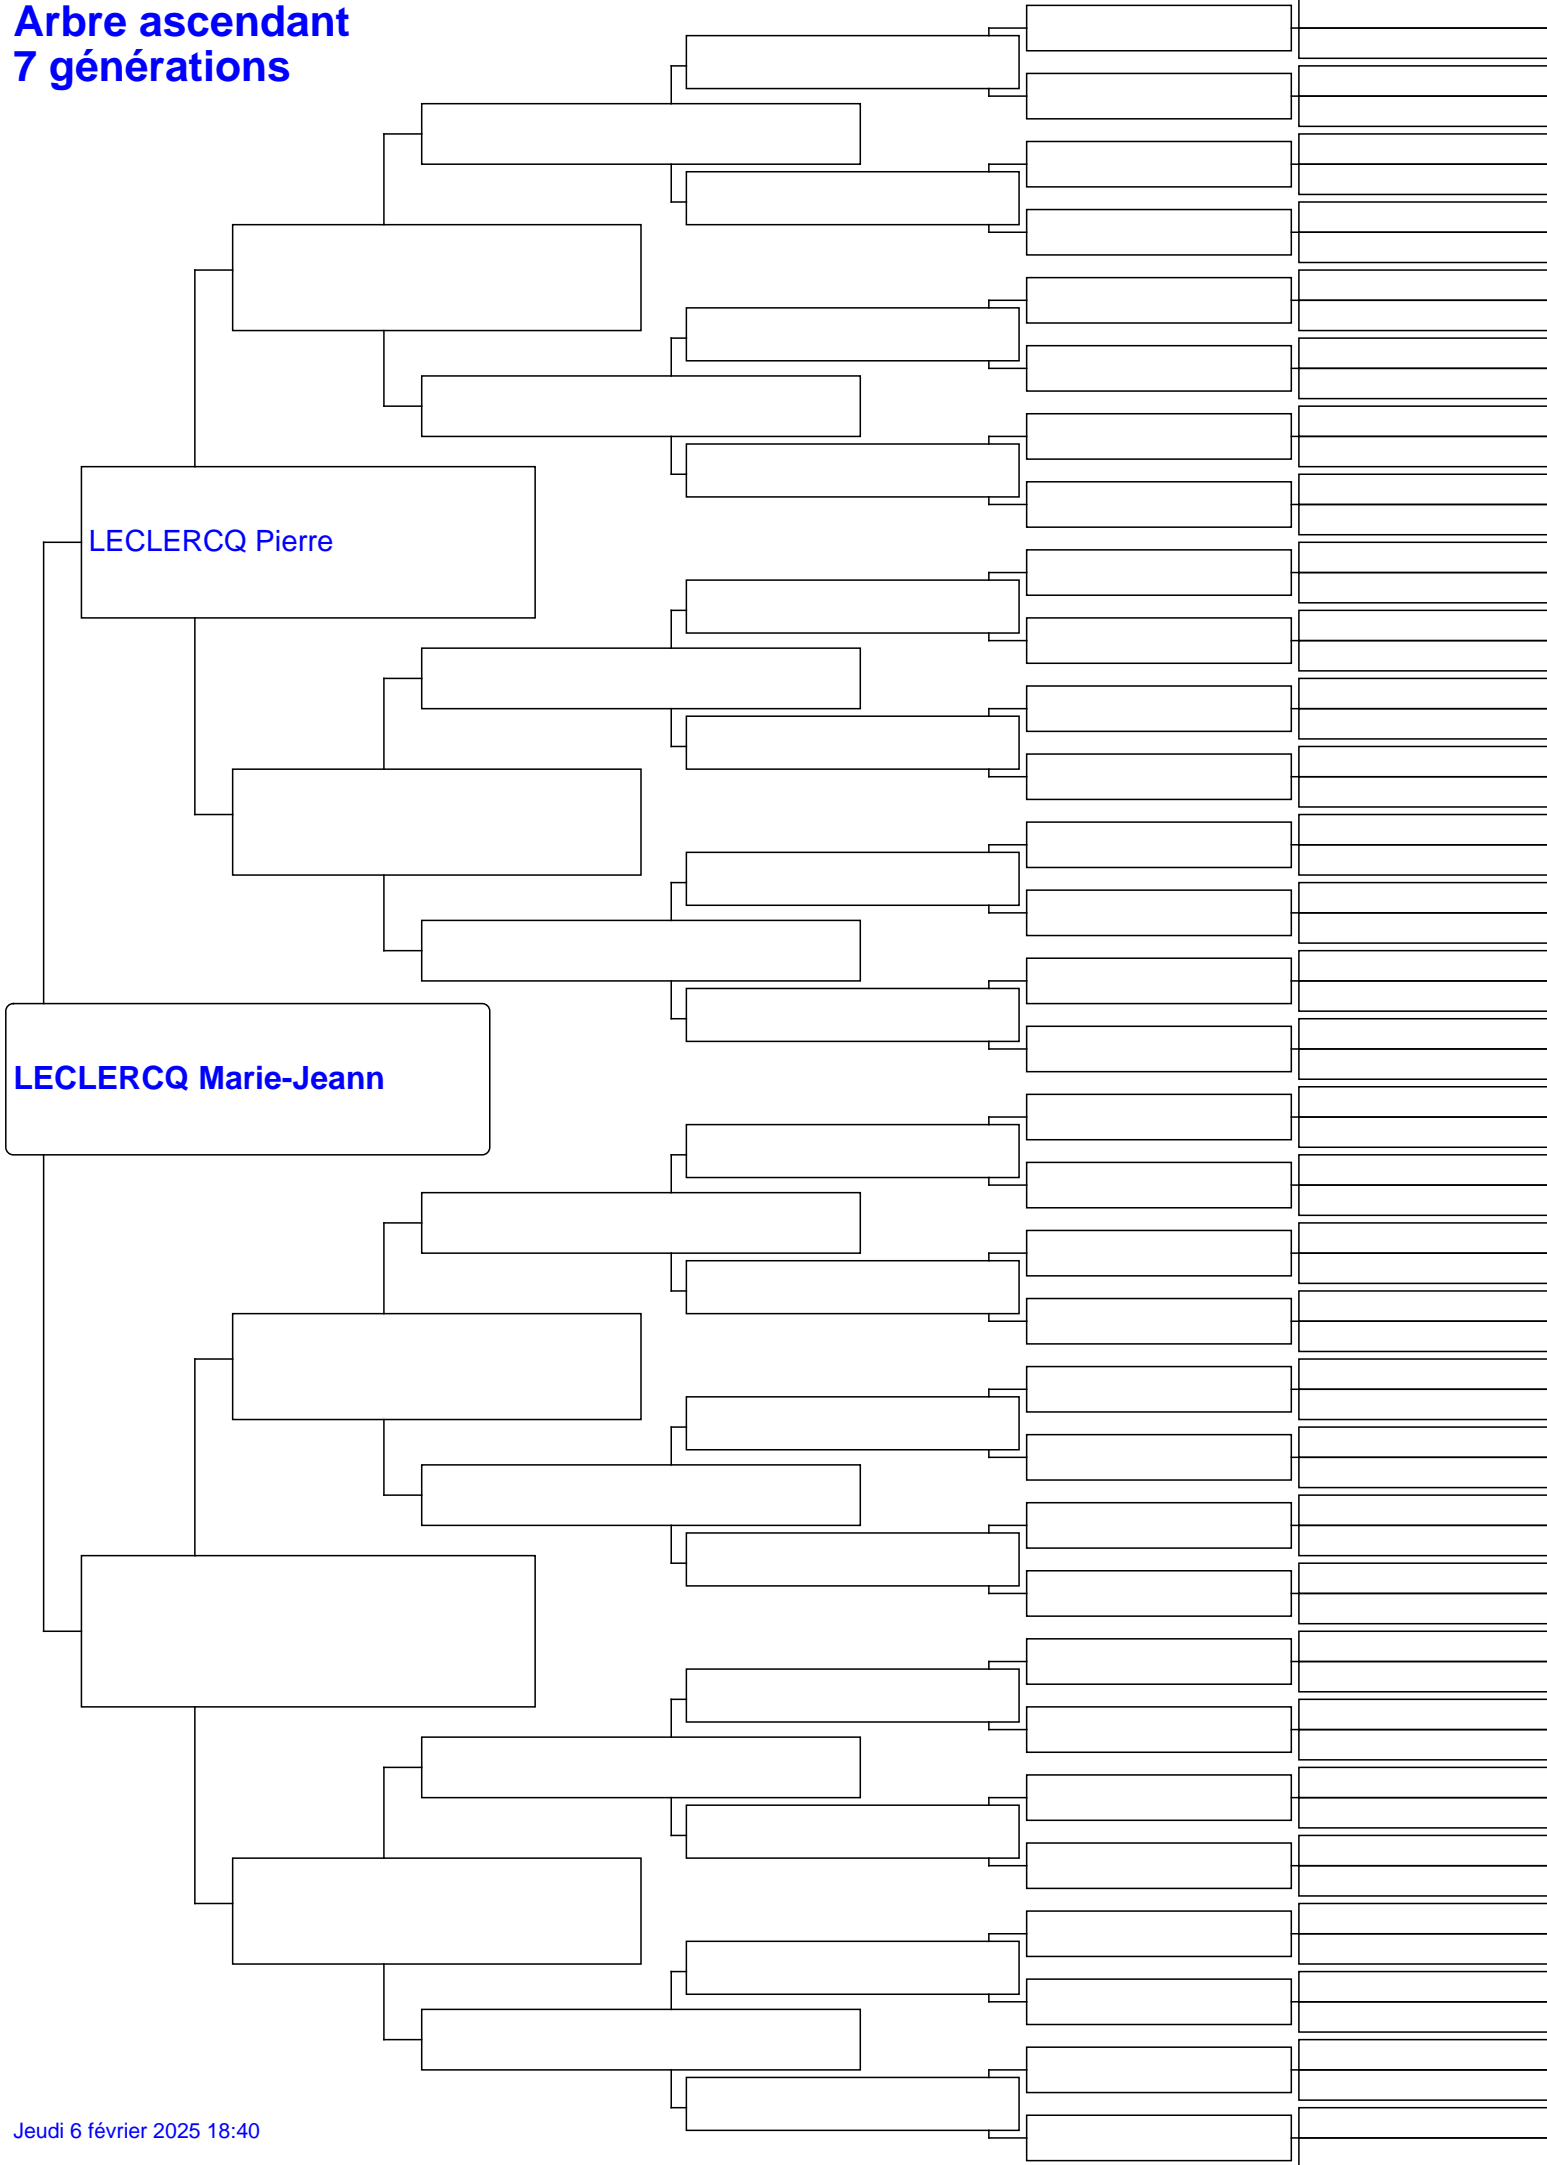 Arbre ascendant
7 générations
LECLERCQ Pierre
LECLERCQ Marie-Jeann
Jeudi 6 février 2025 18:40